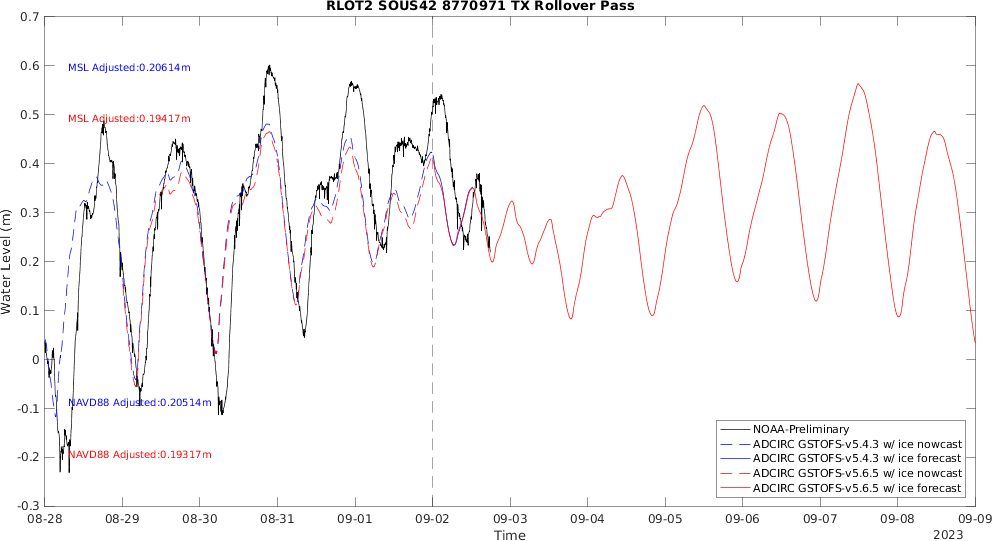 RLOT2 SOUS42 8770971 TX Rollover Pass
Water Level (m)
0.7
0.6
0.5
0.4
0.3
0.2
0.1
0
-0.1
-0.2
-0.3
MSL Adjusted:0.20614m
MSL Adjusted:0.19417m
NAVD88 Adjusted:0.20514m
NAVD88 Adjusted:0.19317m
NOAA-Preliminary
ADCIRC GSTOFS-v5.4.3 w/ ice nowcast
ADCIRC GSTOFS-v5.4.3 w/ ice forecast
ADCIRC GSTOFS-v5.6.5 w/ ice nowcast
ADCIRC GSTOFS-v5.6.5 w/ ice forecast
08-28 08-29 08-30 08-31 09-01 09-02 09-03 09-04 09-05 09-06 09-07 09-08 09-09
Time
2023